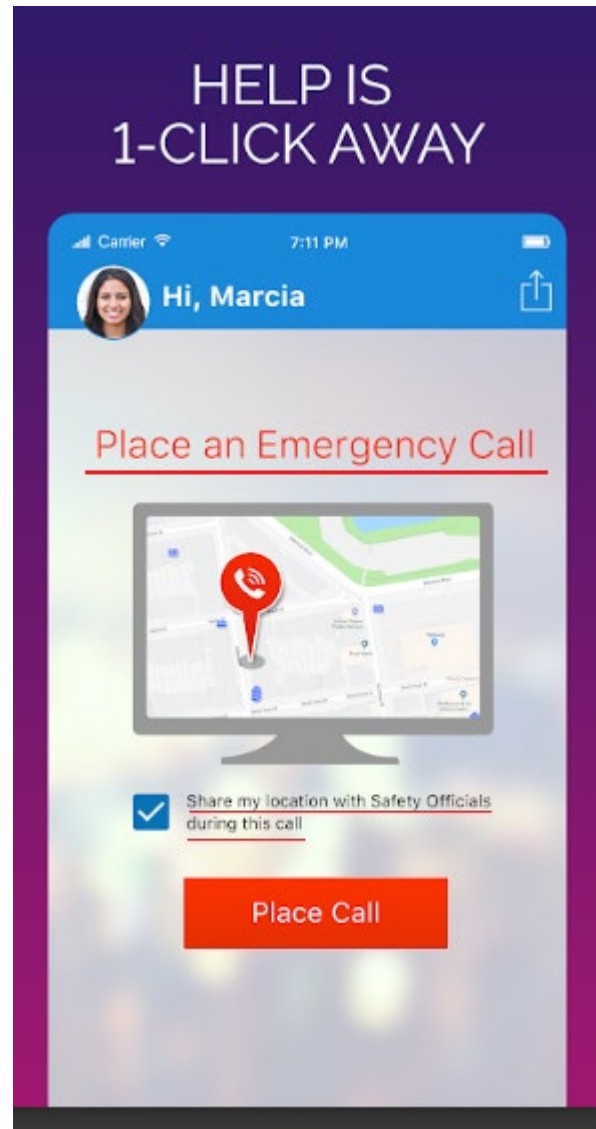 HELP IS
1-CLICK AWAY
Carrier 7:11 PM
Hi, Marcia
Place an Emergency Call
Share my location with Safety Officials
during this call
Place Call